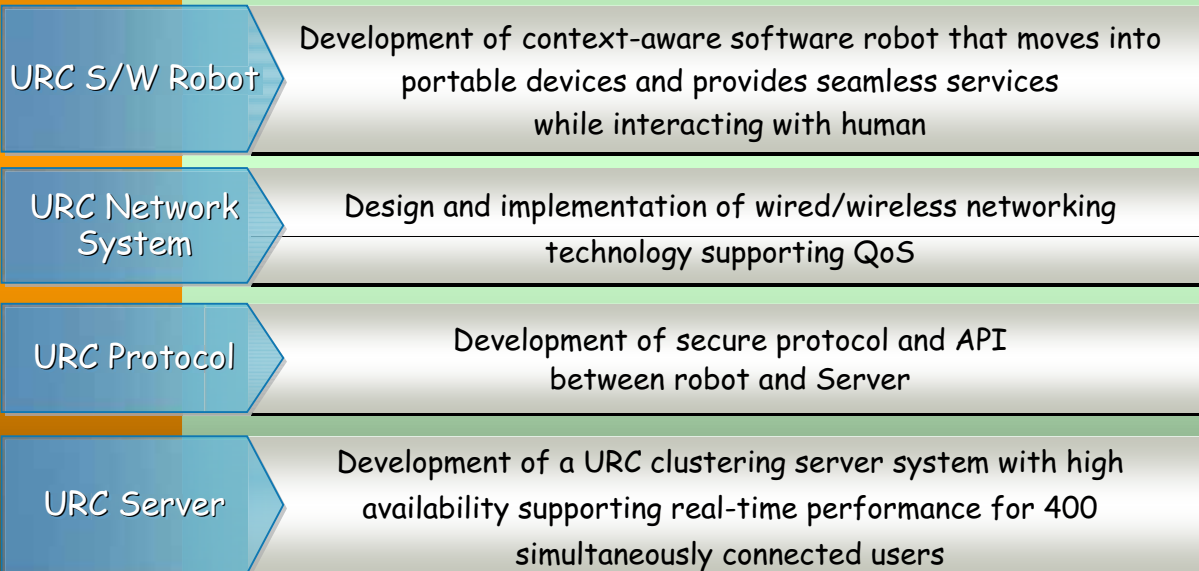 URC S/W Robot
Development of context-aware software robot that moves into
portable devices and provides seamless services
while interacting with human
URC Network
System
Design and implementation of wired/wireless networking
technology supporting QoS
URC Protocol
Development of secure protocol and API
between robot and Server
URC Server
Development of a URC clustering server system with high
availability supporting real-time performance for 400
simultaneously connected users